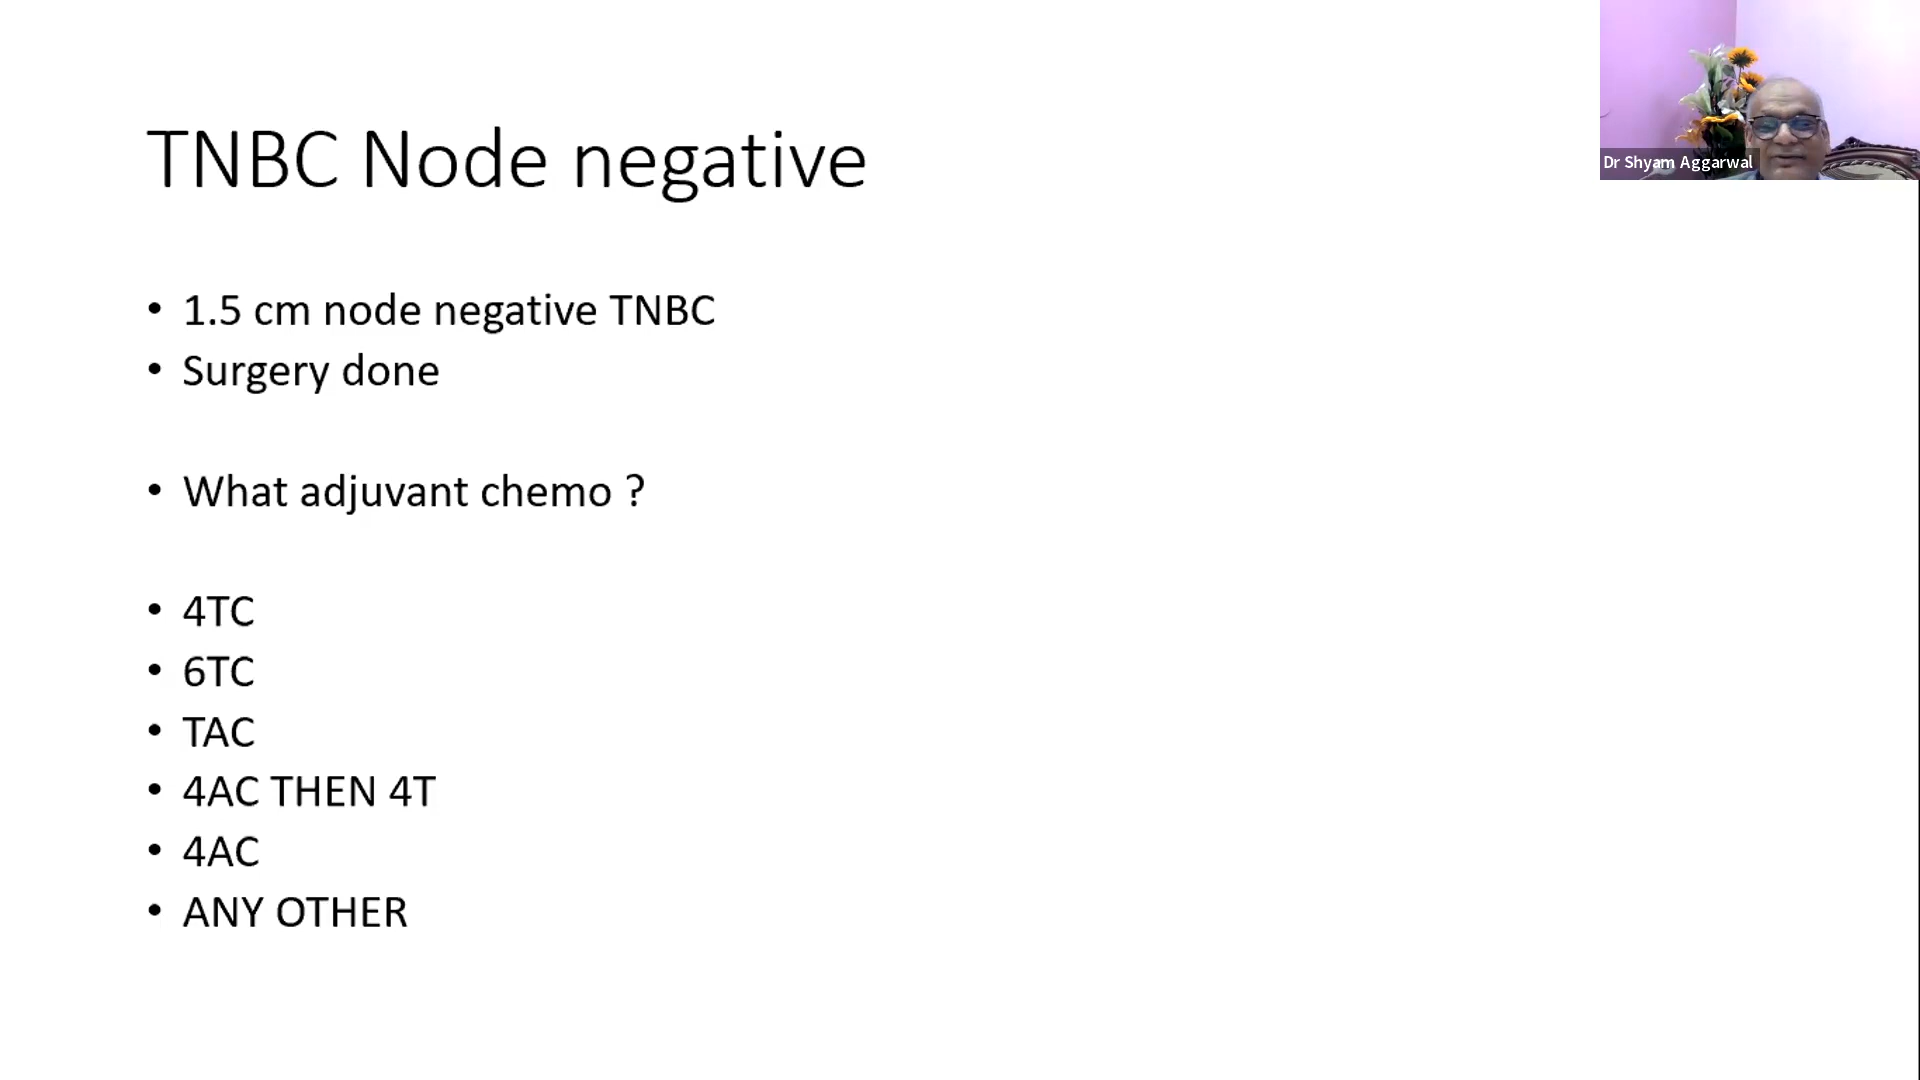 TNBC Node negative
• 1.5 cm node negative TNBC
• Surgery done
• What adjuvant chemo ?
• 4TC
• 6TC
• TAC
• 4AC THEN 4T
• 4AC
• ANY OTHER
Dr Shyam Aggarwal